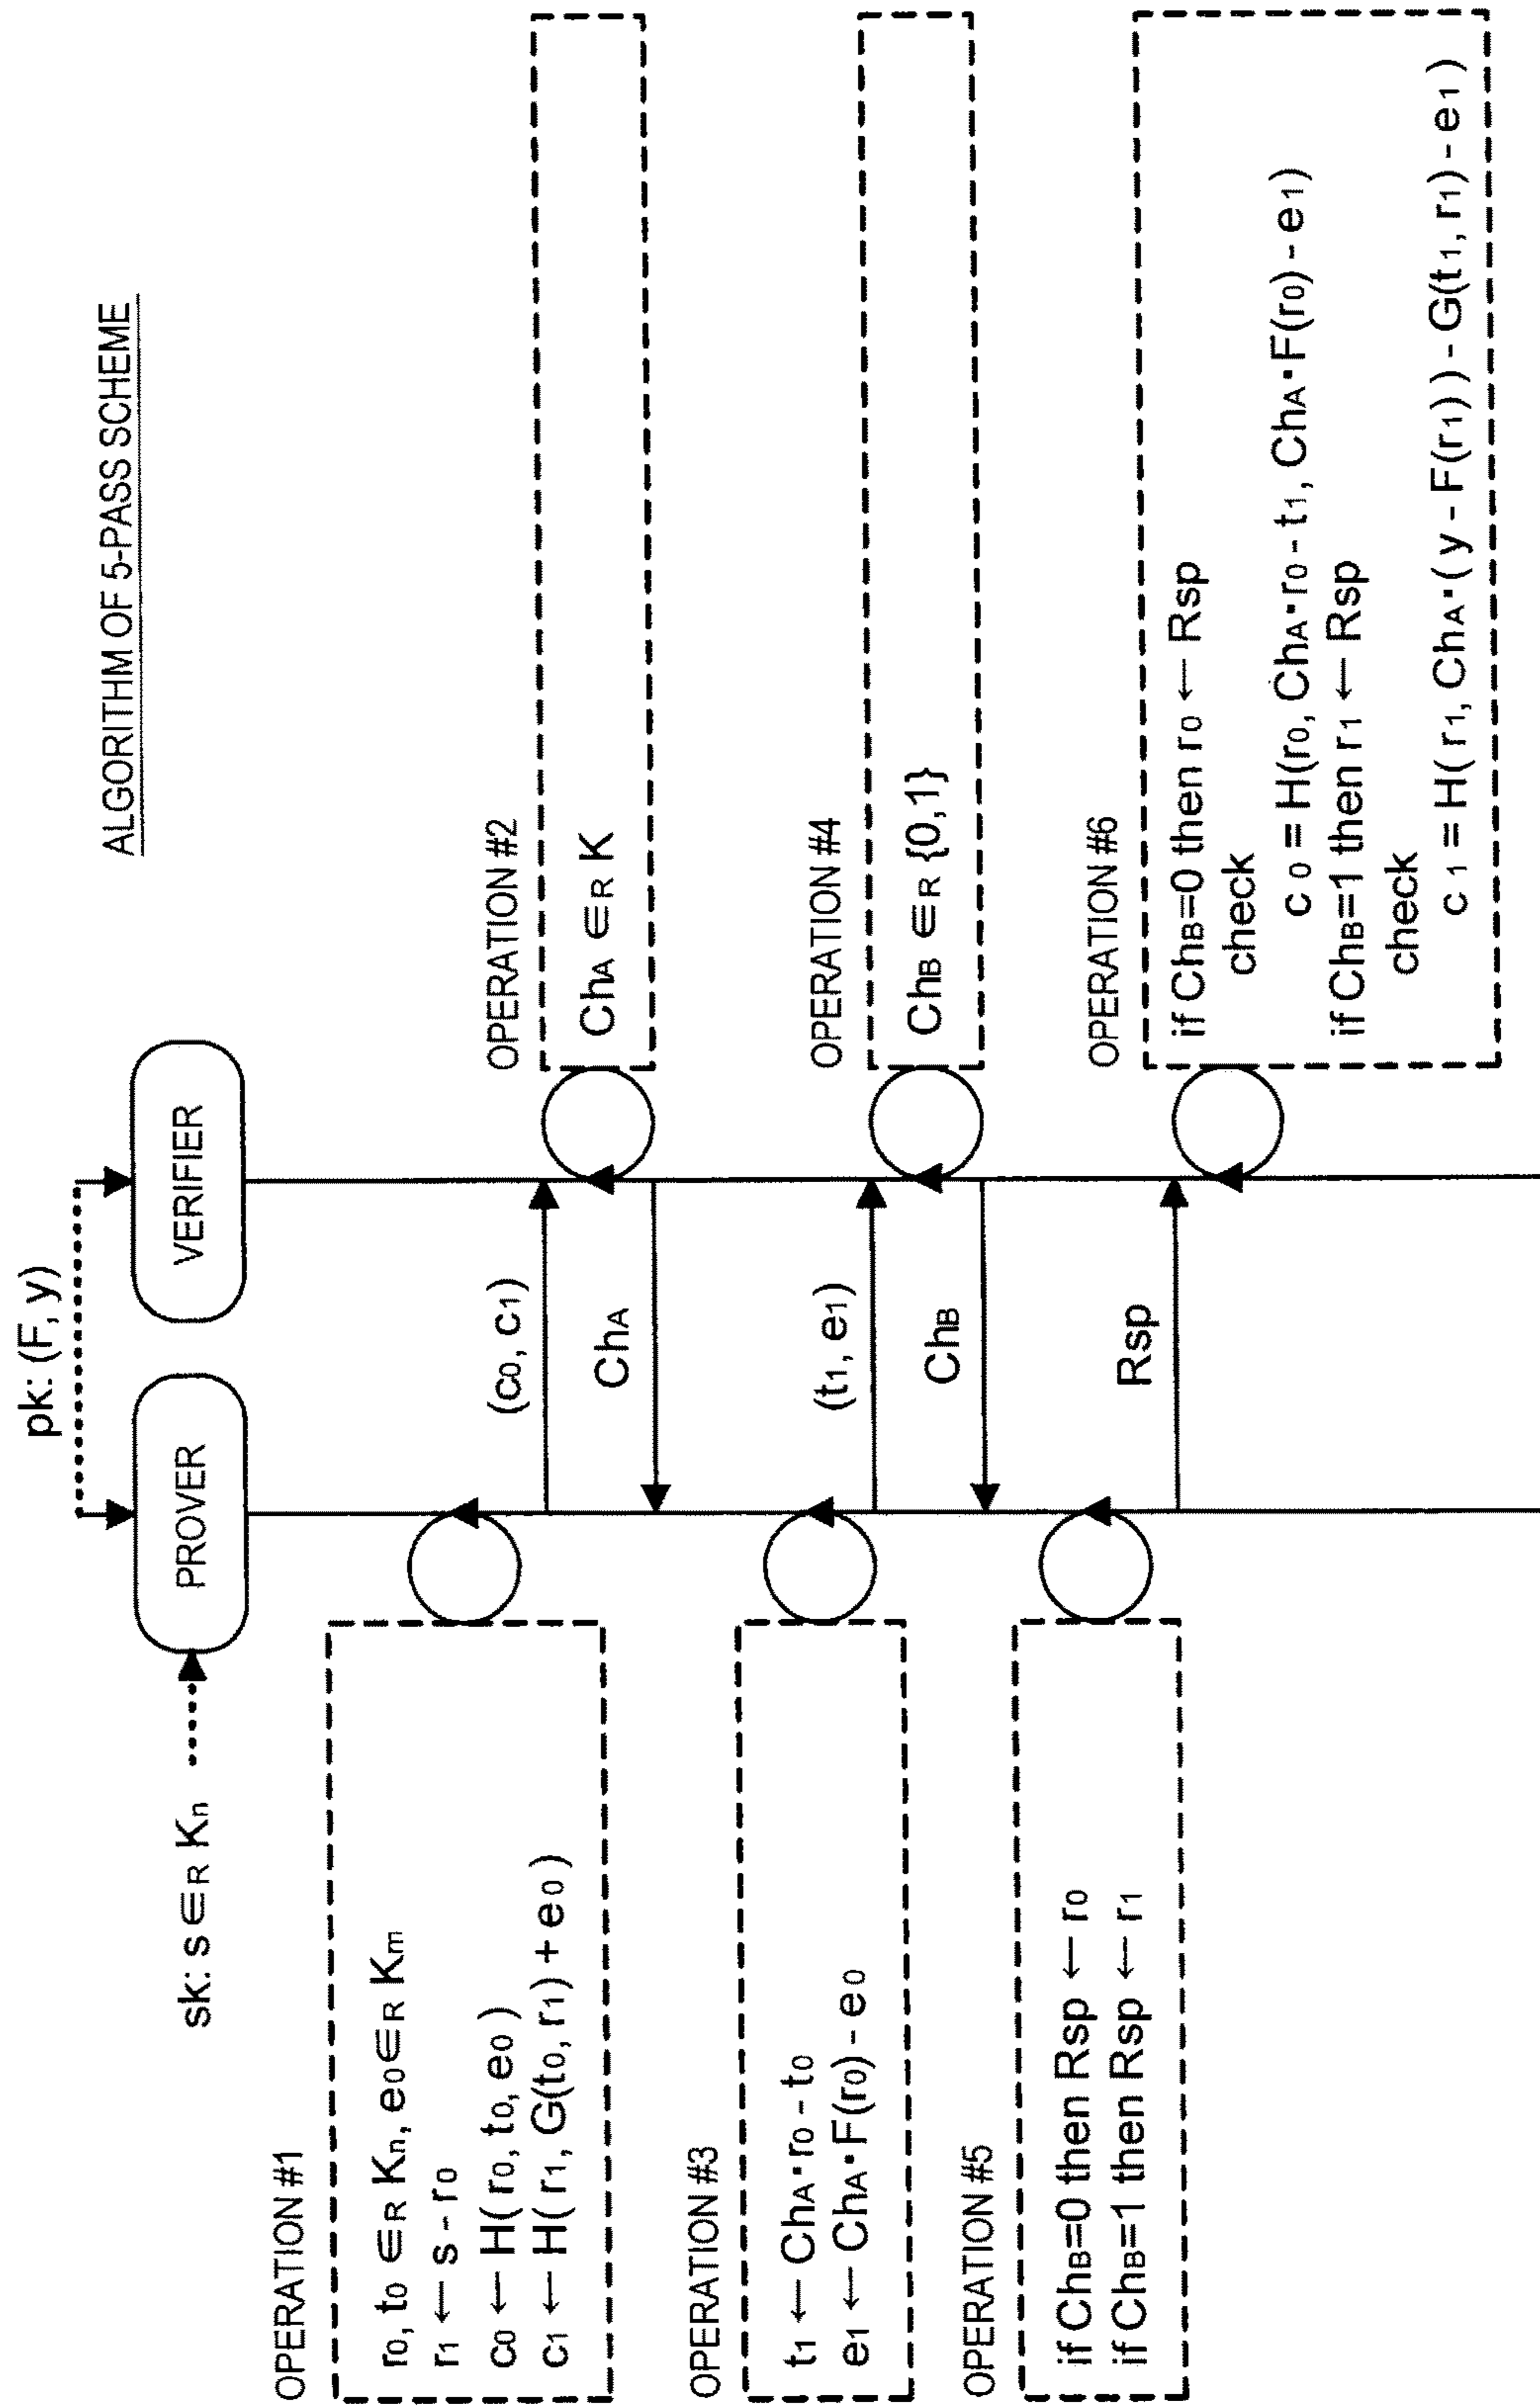 ALGORITHM OF 5-PASS SCHEME
pk: (F, y)
sk: s ∈R Kn
PROVER
VERIFIER
OPERATION #1
r0, t0 ∈R Kn, e0 ∈R Km
r1 ← s - r0
c0 ← H( r0, t0, e0 )
c1 ← H( r1, G(t0, r1) + e0 )
(c0, c1)
OPERATION #2
ChA ∈R K
ChA
OPERATION #3
t1 ← ChA・r0 - t0
e1 ← ChA・F(r0) - e0
(t1, e1)
OPERATION #4
ChB ∈R {0,1}
ChB
OPERATION #5
if ChB=0 then Rsp ← r0
if ChB=1 then Rsp ← r1
Rsp
OPERATION #6
if ChB=0 then r0 ← Rsp
check
c0 = H(r0, ChA・r0 - t1, ChA・F(r0) - e1)
if ChB=1 then r1 ← Rsp
check
c1 = H( r1, ChA・( y - F(r1)) - G(t1, r1) - e1)